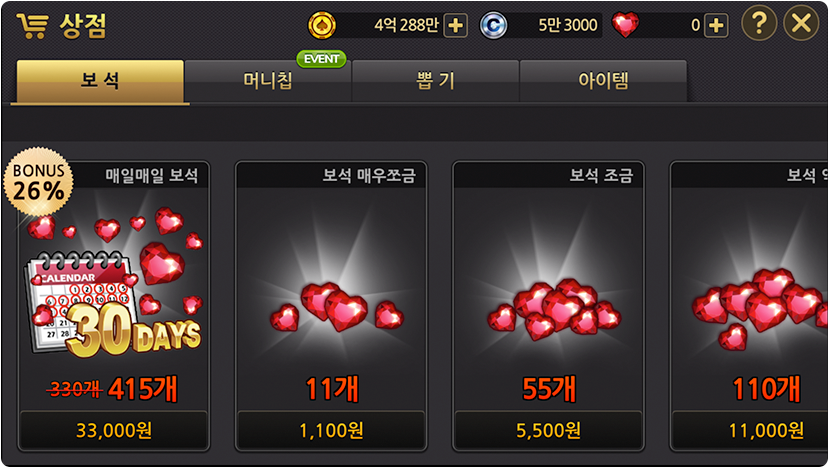 상점
4억 288만
5만 3000
0
?
보 석
머니칩
EVENT
뽑 기
아이템
BONUS
26%
매일매일 보석
CALENDAR
30DAYS
330개 415개
33,000원
보석 매우쪼금
11개
1,100원
보석 조금
55개
5,500원
보석
110개
11,000원